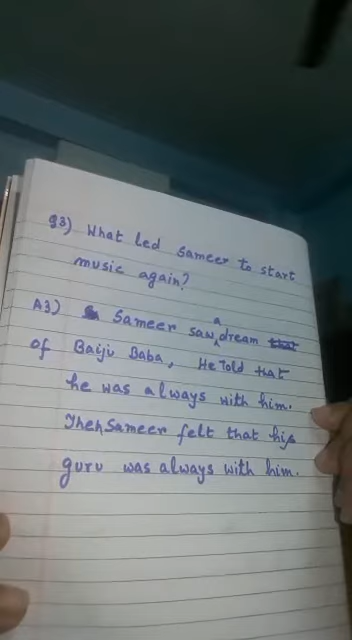 Q3) What led Sameer to start
music again?
A3) Sameer saw a dream that
of Baiju Baba, He Told that
he was always with him.
Then Sameer felt that his
guru was always with him.